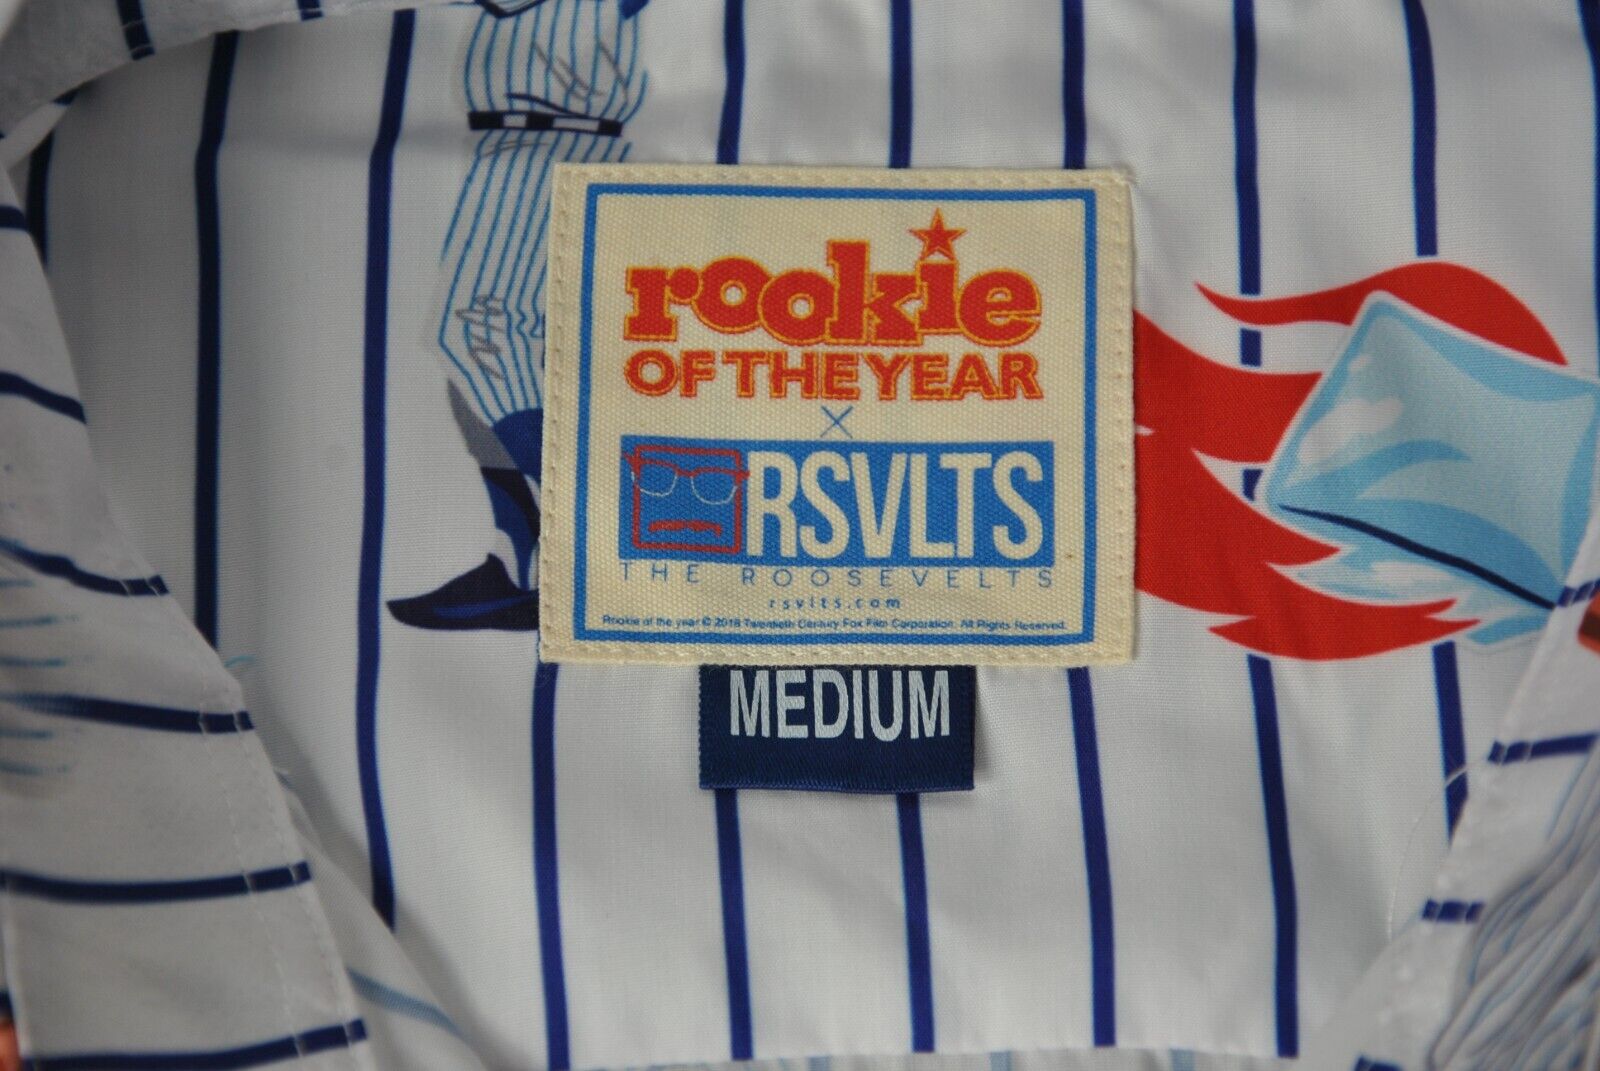 rookie
OF THE YEAR
X
RSVLTS
THE ROOSEVELTS
rsvlts.com
Rookie of the year © 2018 Twentieth Century Fox Film Corporation. All Rights Reserved.
MEDIUM